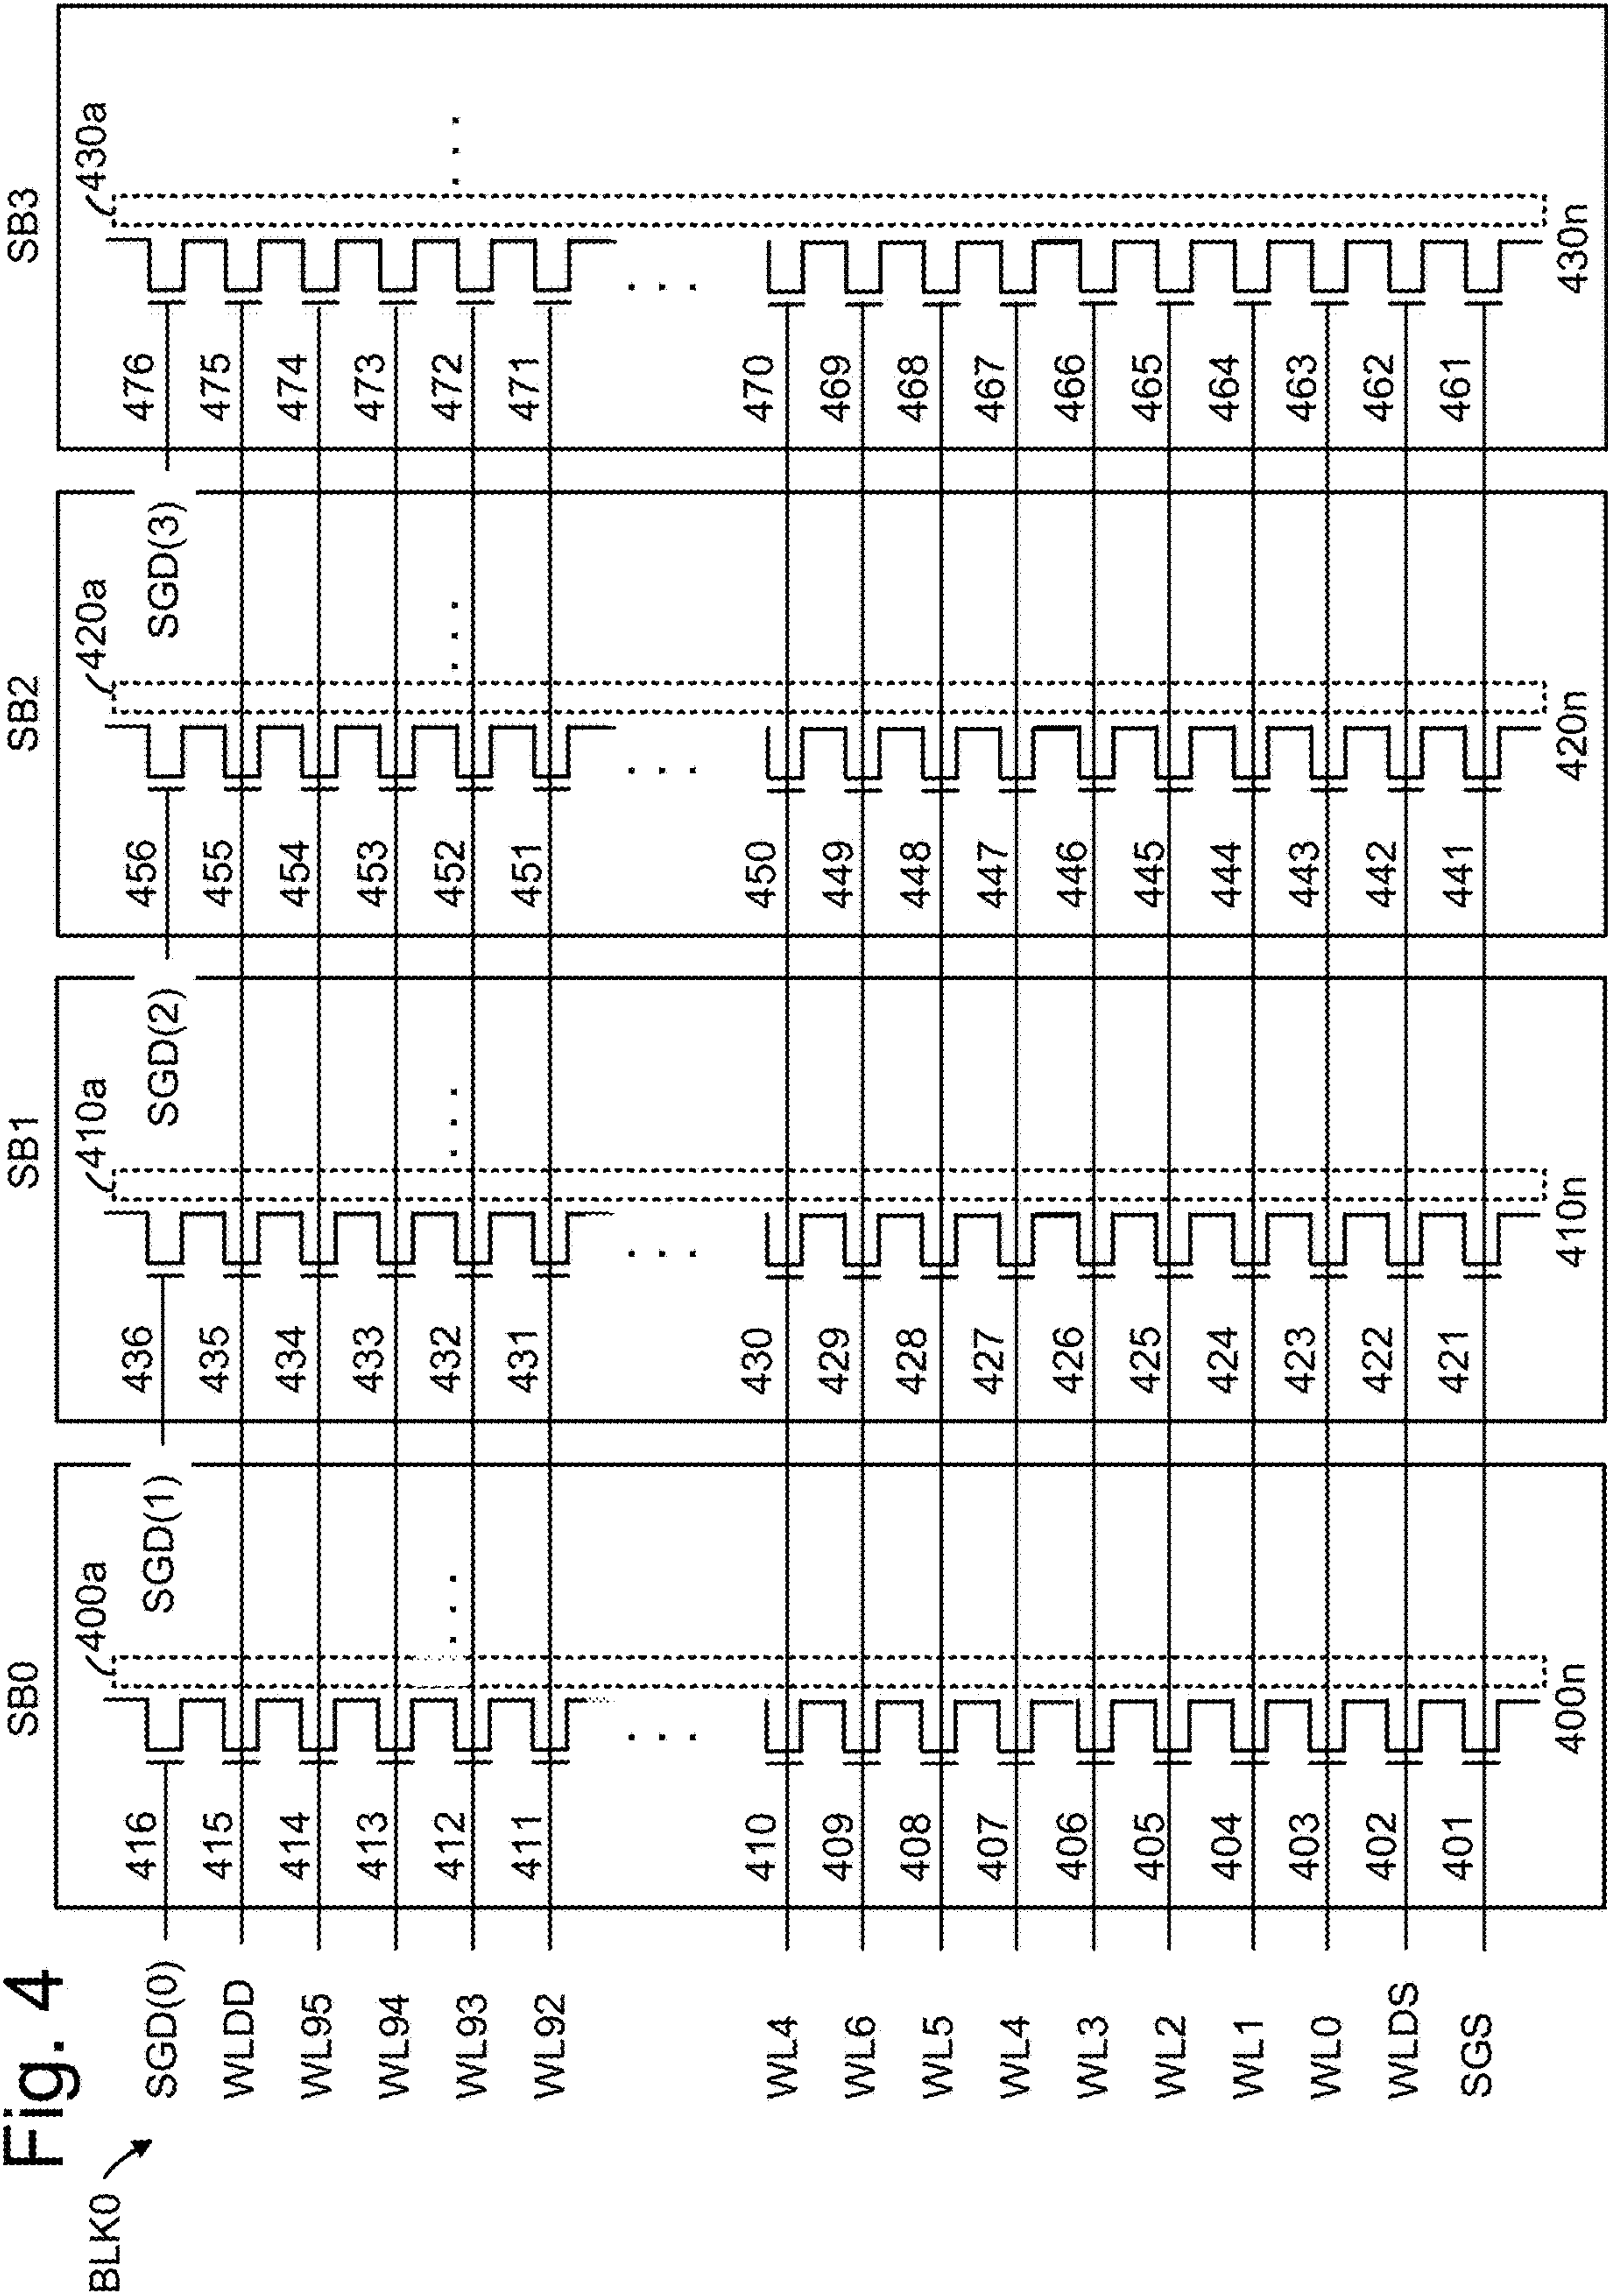 Fig. 4
BLK0
SB0 SB1 SB2 SB3
400a 410a 420a 430a
SGD(0) 416 SGD(1) 436 SGD(2) 456 SGD(3) 476
WLDD 415 435 455 475
WL95 414 434 454 474
WL94 413 433 453 473
WL93 412 432 452 472
WL92 411 431 451 471
WL4 410 430 450 470
WL6 409 429 449 469
WL5 408 428 448 468
WL4 407 427 447 467
WL3 406 426 446 466
WL2 405 425 445 465
WL1 404 424 444 464
WL0 403 423 443 463
WLDS 402 422 442 462
SGS 401 421 441 461
400n 410n 420n 430n